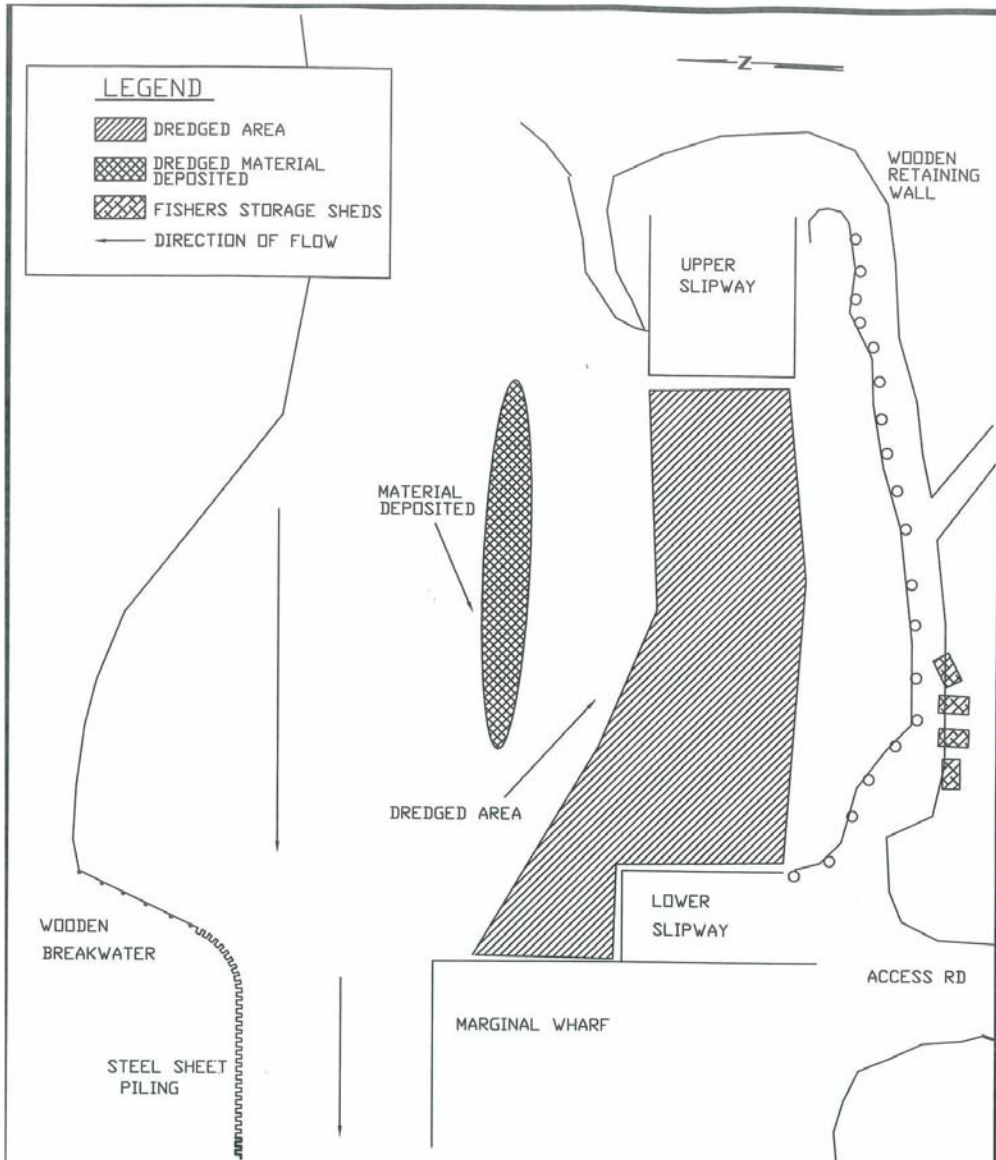 LEGEND
DREDGED AREA
DREDGED MATERIAL
DEPOSITED
FISHERS STORAGE SHEDS
DIRECTION OF FLOW
Z
WOODEN
RETAINING
WALL
UPPER
SLIPWAY
MATERIAL
DEPOSITED
DREDGED AREA
LOWER
SLIPWAY
WOODEN
BREAKWATER
ACCESS RD
MARGINAL WHARF
STEEL SHEET
PILING